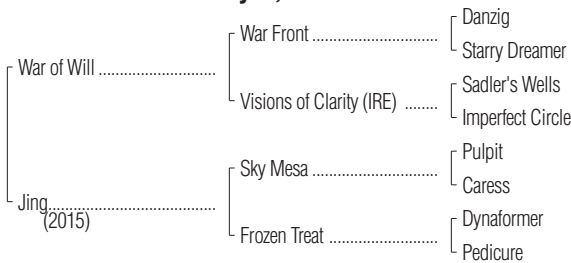 Danzig
War Front
Starry Dreamer
War of Will
Sadler's Wells
Visions of Clarity (IRE)
Imperfect Circle
Pulpit
Sky Mesa
Caress
Jing
(2015)
Dynaformer
Frozen Treat
Pedicure